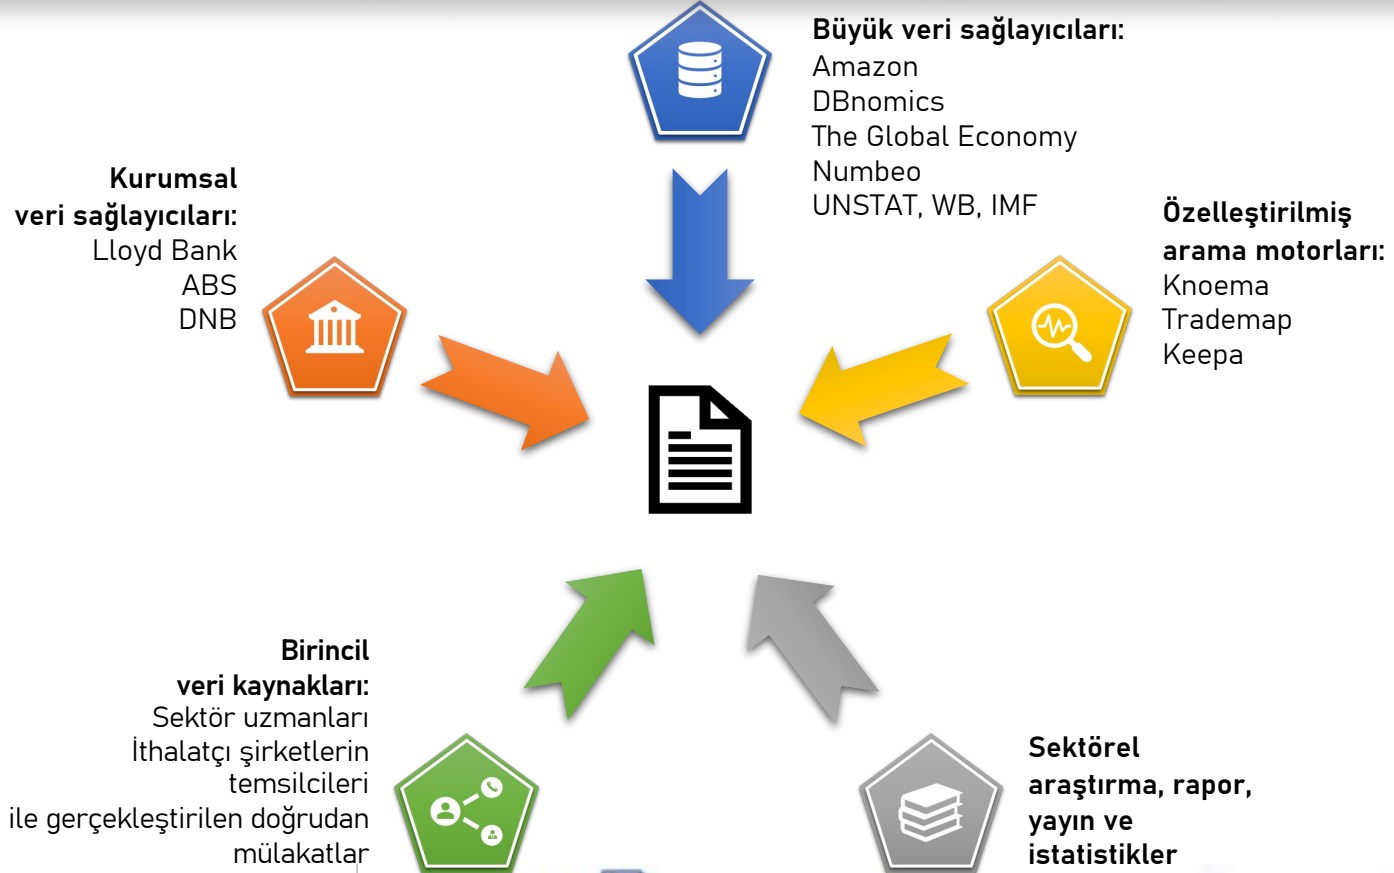 Büyük veri sağlayıcıları:
Amazon
DBnomics
The Global Economy
Numbeo
UNSTAT, WB, IMF
Kurumsal
veri sağlayıcıları:
Lloyd Bank
ABS
DNB
Özelleştirilmiş
arama motorları:
Knoema
Trademap
Keepa
Birincil
veri kaynakları:
Sektör uzmanları
İthalatçı şirketlerin
temsilcileri
ile gerçekleştirilen doğrudan
mülakatlar
Sektörel
araştırma, rapor,
yayın ve
istatistikler